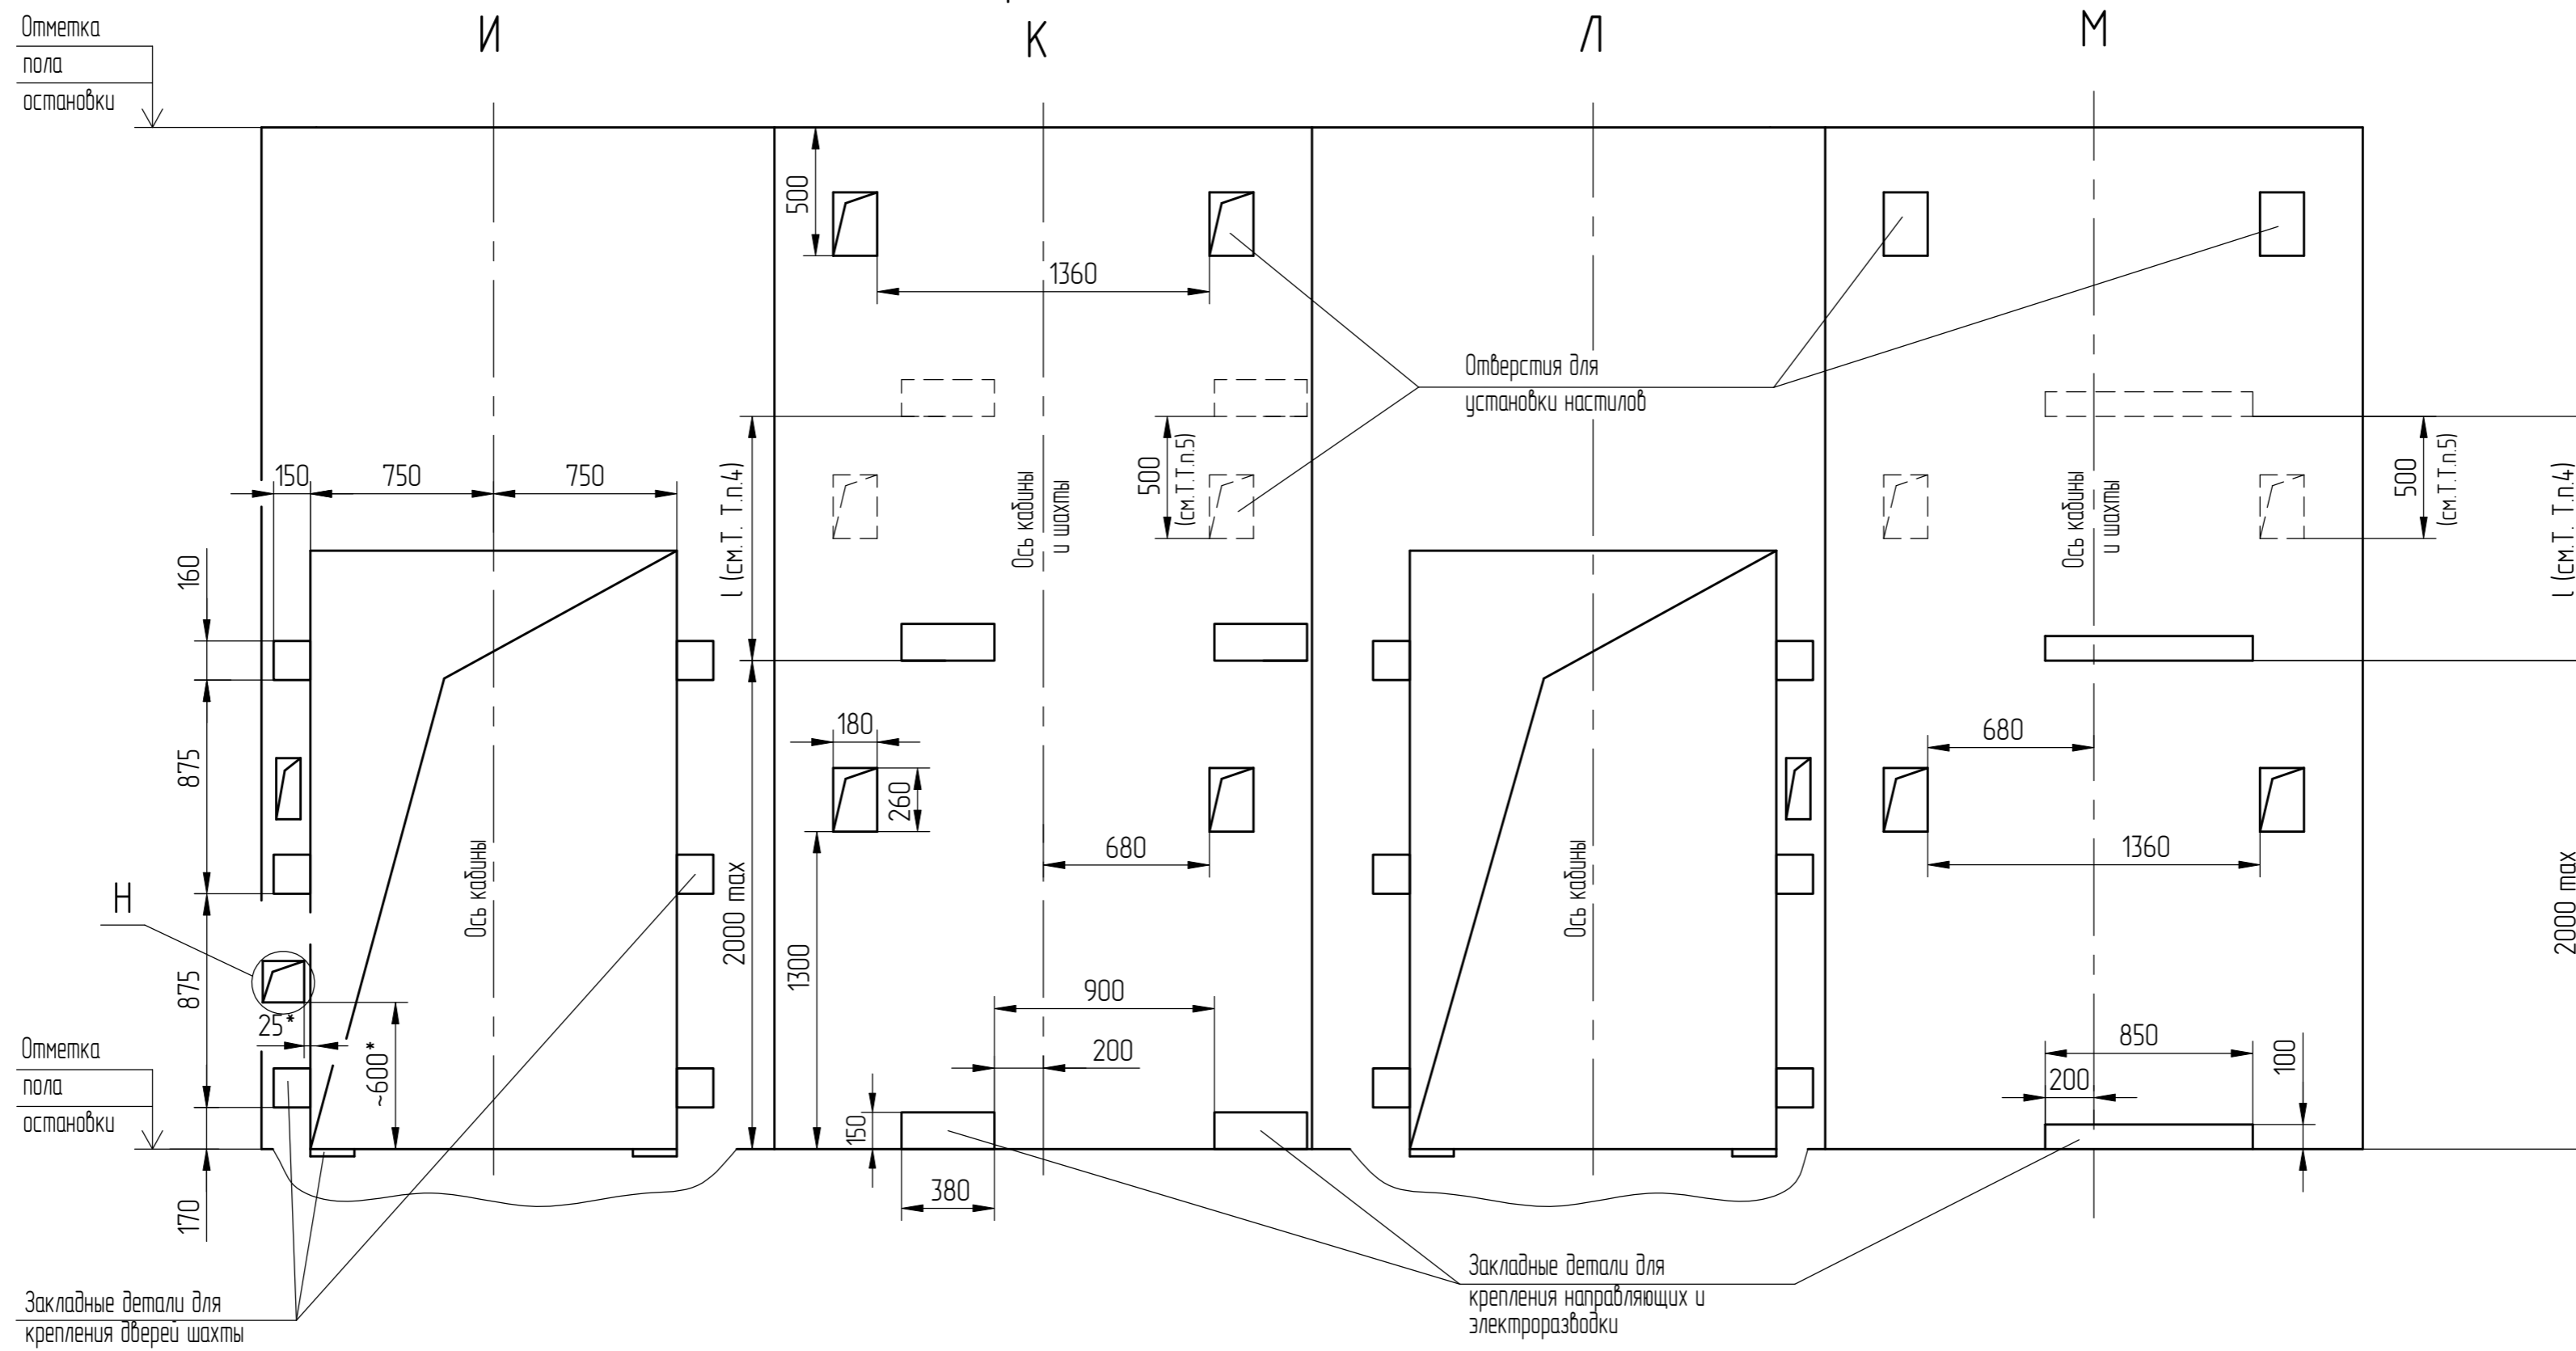 И
К
Л
М
Отметка
пола
остановки
500
1360
Отверстия для
установки настилов
150
750
750
l (см.Т. Т.п.4)
Ось кабины
и шахты
500
(см.Т.Т.п.5)
Ось кабины
и шахты
500
(см.Т.Т.п.5)
l (см.Т. Т.п.4)
160
875
180
260
680
680
1360
Ось кабины
2000 max
1300
Ось кабины
2000 max
Н
875
25*
~600*
900
200
150
380
850
200
100
Отметка
пола
остановки
170
Закладные детали для
крепления дверей шахты
Закладные детали для
крепления направляющих и
электроразводки